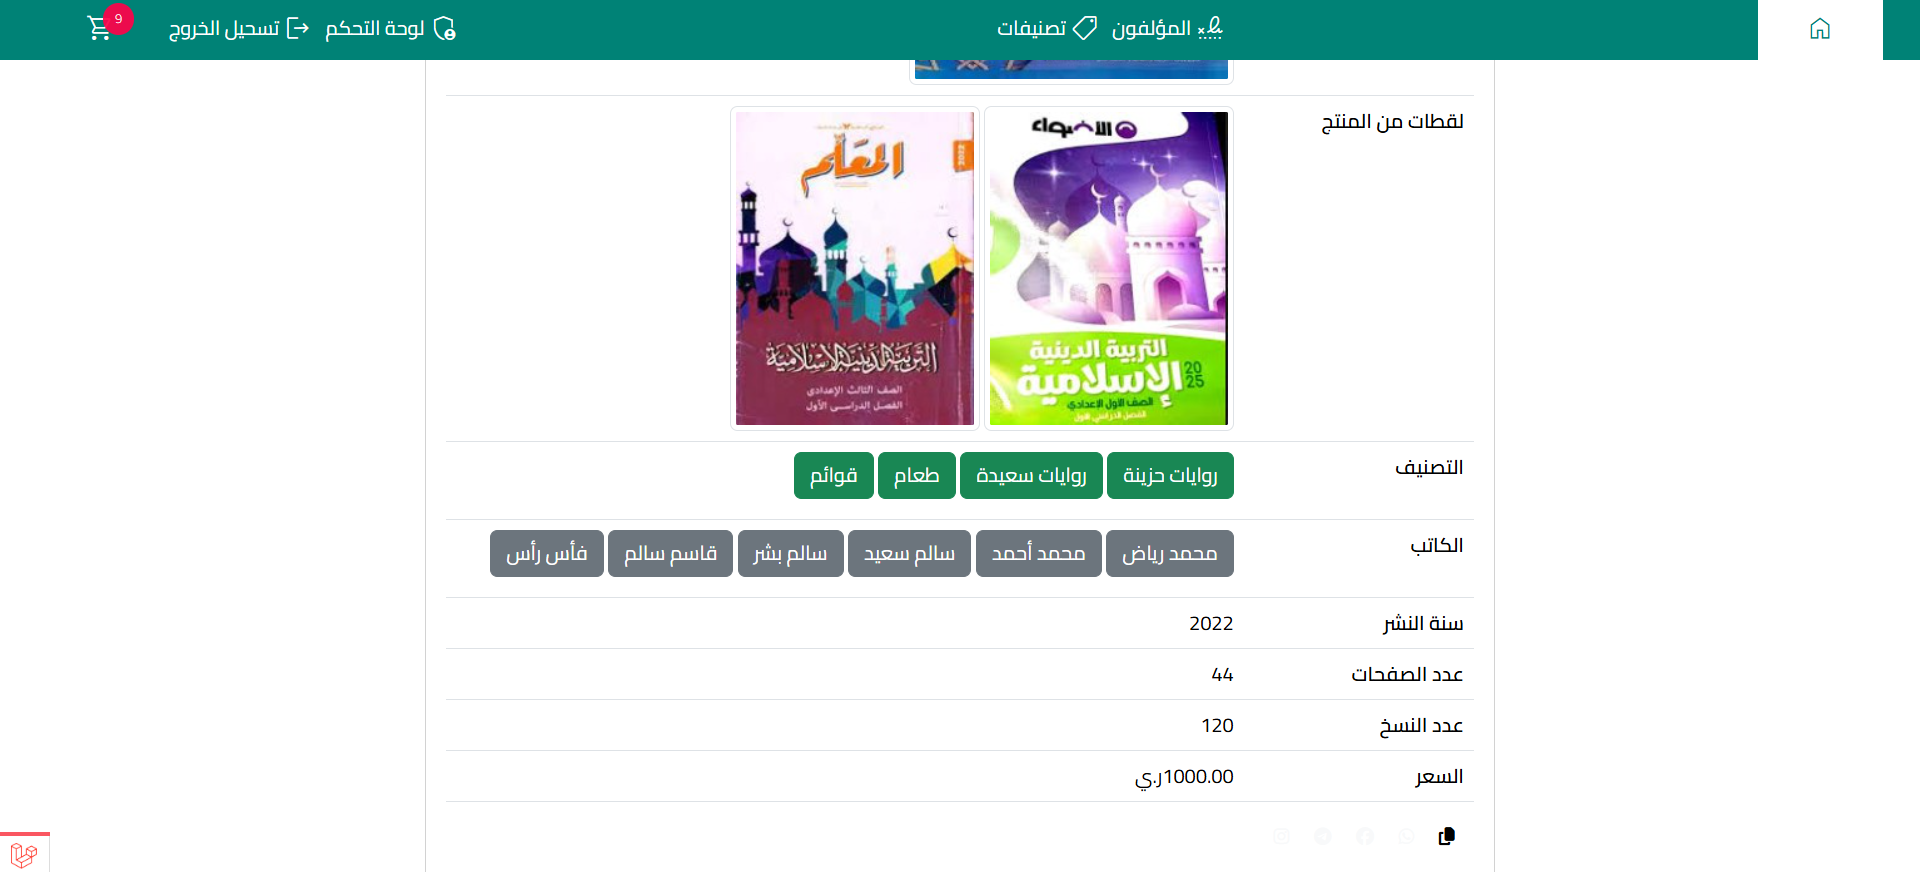 المؤلفون
تصنيفات
لوحة التحكم
تسجيل الخروج
9
لقطات من المنتج
الأضواء
التربية الدينية
الإسلامية
2025
الصف الأول الإعدادي
الفصل الدراسي الأول
المعلم
2022
التربية الدينية الإسلامية
الصف الثالث الإعدادي
الفصل الدراسي الأول
التصنيف
روايات حزينة
روايات سعيدة
طعام
قوائم
الكاتب
محمد رياض
محمد أحمد
سالم سعيد
سالم بشر
قاسم سالم
فأس رأس
سنة النشر
2022
عدد الصفحات
44
عدد النسخ
120
السعر
1000.00ر.ي